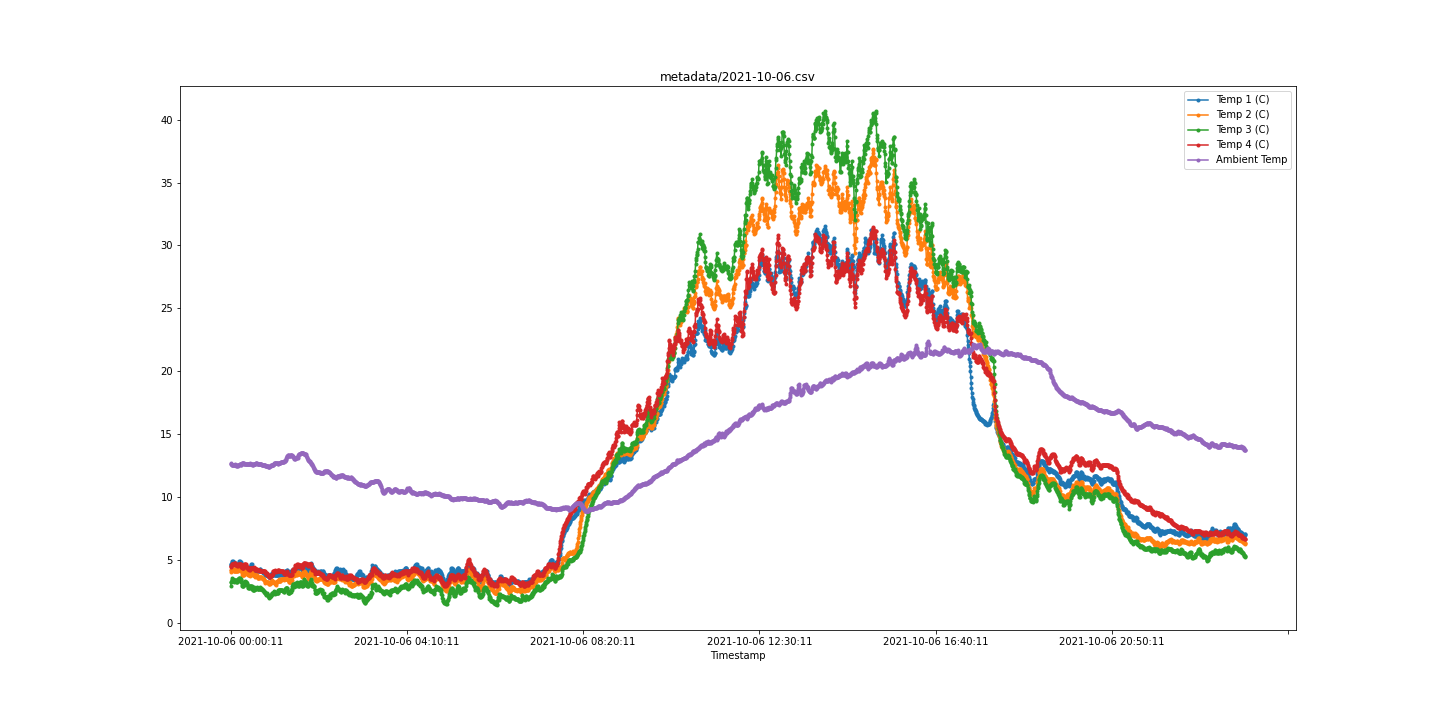 metadata/2021-10-06.csv
Temp 1 (C)
Temp 2 (C)
Temp 3 (C)
Temp 4 (C)
Ambient Temp
40
35
30
25
20
15
10
5
0
2021-10-06 00:00:11 2021-10-06 04:10:11 2021-10-06 08:20:11 2021-10-06 12:30:11 2021-10-06 16:40:11 2021-10-06 20:50:11
Timestamp